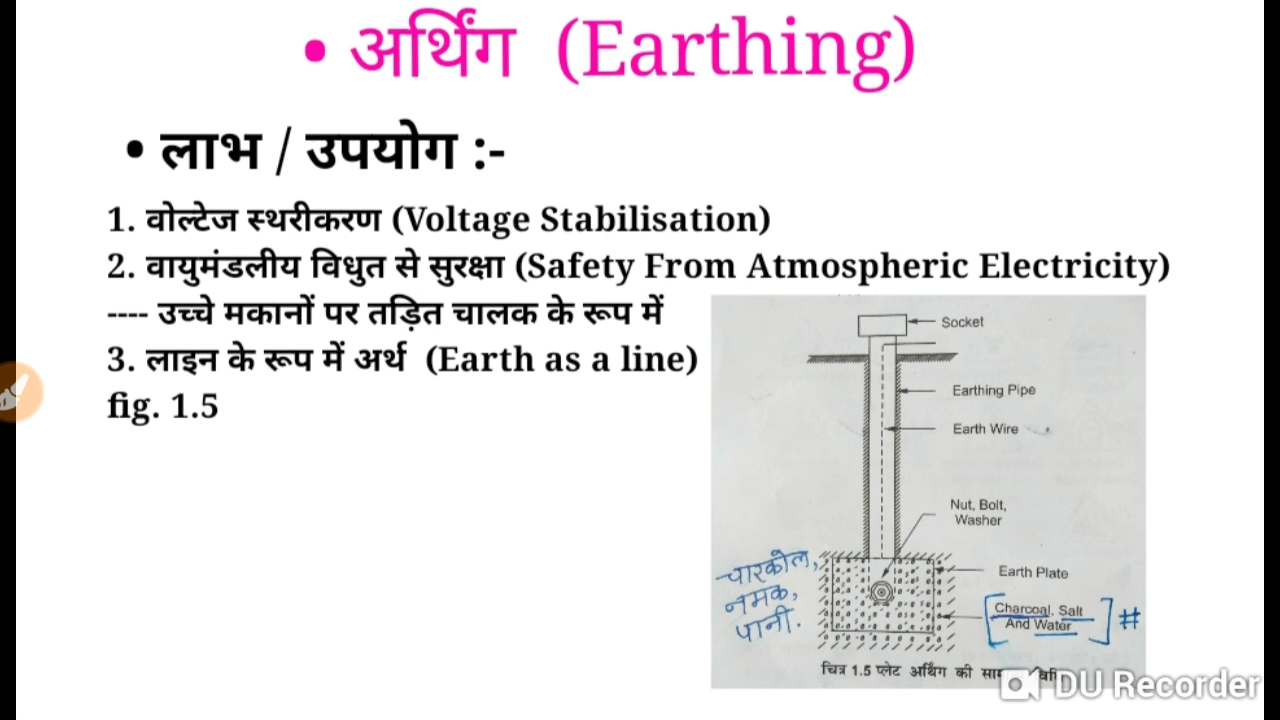 • अर्थिंग (Earthing)
• लाभ / उपयोग :-
1. वोल्टेज स्थरीकरण (Voltage Stabilisation)
2. वायुमंडलीय विधुत से सुरक्षा (Safety From Atmospheric Electricity)
---- उच्चे मकानों पर तड़ित चालक के रूप में
3. लाइन के रूप में अर्थ (Earth as a line)
fig. 1.5
Socket
Earthing Pipe
Earth Wire
Nut, Bolt,
Washer
Earth Plate
Charcoal, Salt
And Water
#
चारकोल,
नमक,
पानी.
चित्र 1.5 प्लेट अर्थिंग की
DU Recorder